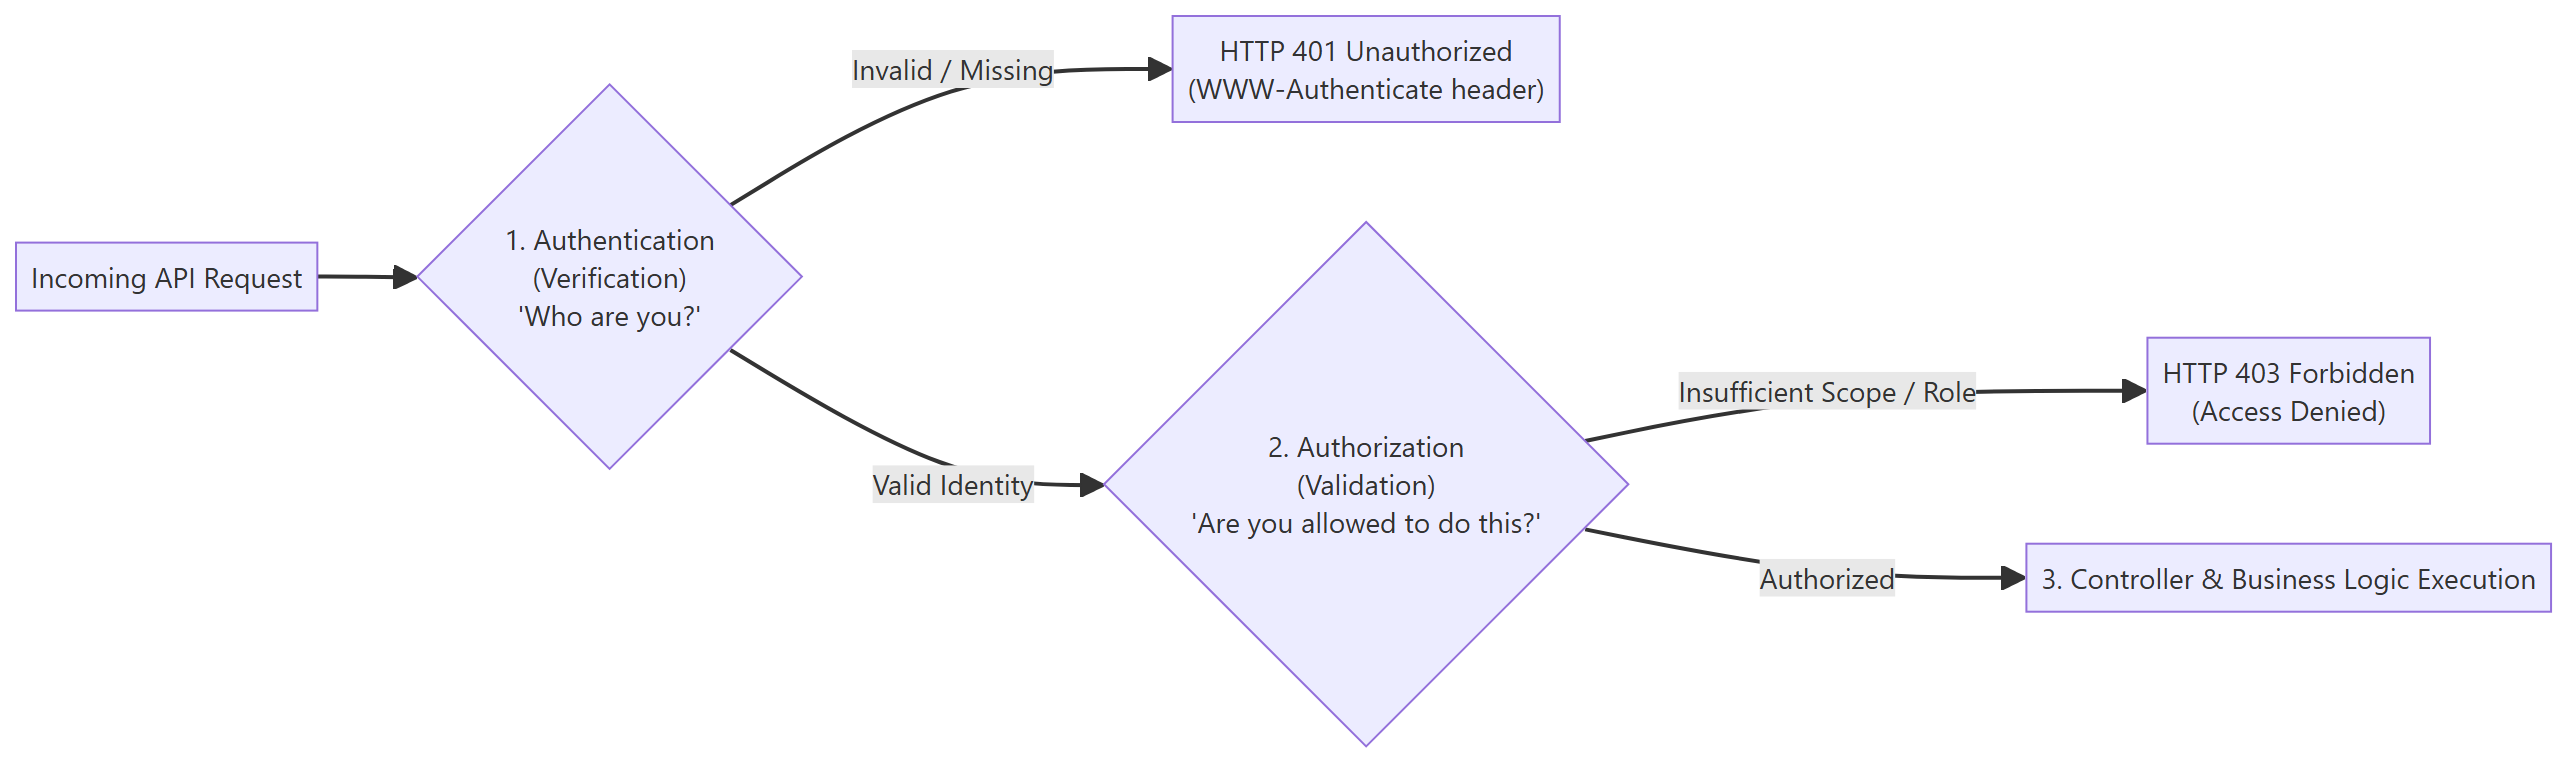 Incoming API Request
1. Authentication
(Verification)
'Who are you?'
Invalid / Missing
HTTP 401 Unauthorized
(WWW-Authenticate header)
Valid Identity
2. Authorization
(Validation)
'Are you allowed to do this?'
Insufficient Scope / Role
HTTP 403 Forbidden
(Access Denied)
Authorized
3. Controller & Business Logic Execution